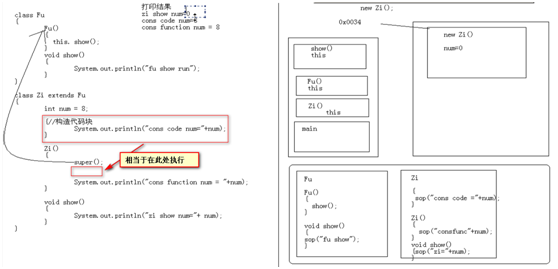 打印结果
zi show num=0
cons code num=8
cons function num = 8
class Fu
{
Fu()
{
this. show();
}
void show()
{
System.out.println("fu show run");
}
}
class Zi extends Fu
{
int num = 8;
{//构造代码块
System.out.println("cons code num="+num);
}
Zi()
{
super();
相当于在此处执行
System.out.println("cons function num = "+num);
}
void show()
{
System.out.println("zi show num="+ num);
}
}
new Zi();
0x0034
new Zi()
num=0
show()
this
Fu()
this
Zi()
this
main
Fu
Fu()
{
show();
}
void show()
{
sop("fu show");
}
Zi
{
sop("cons code ="+num);
}
Zi()
{
sop("consfunc"+num);
}
void show()
{sop("zi="+num);
}